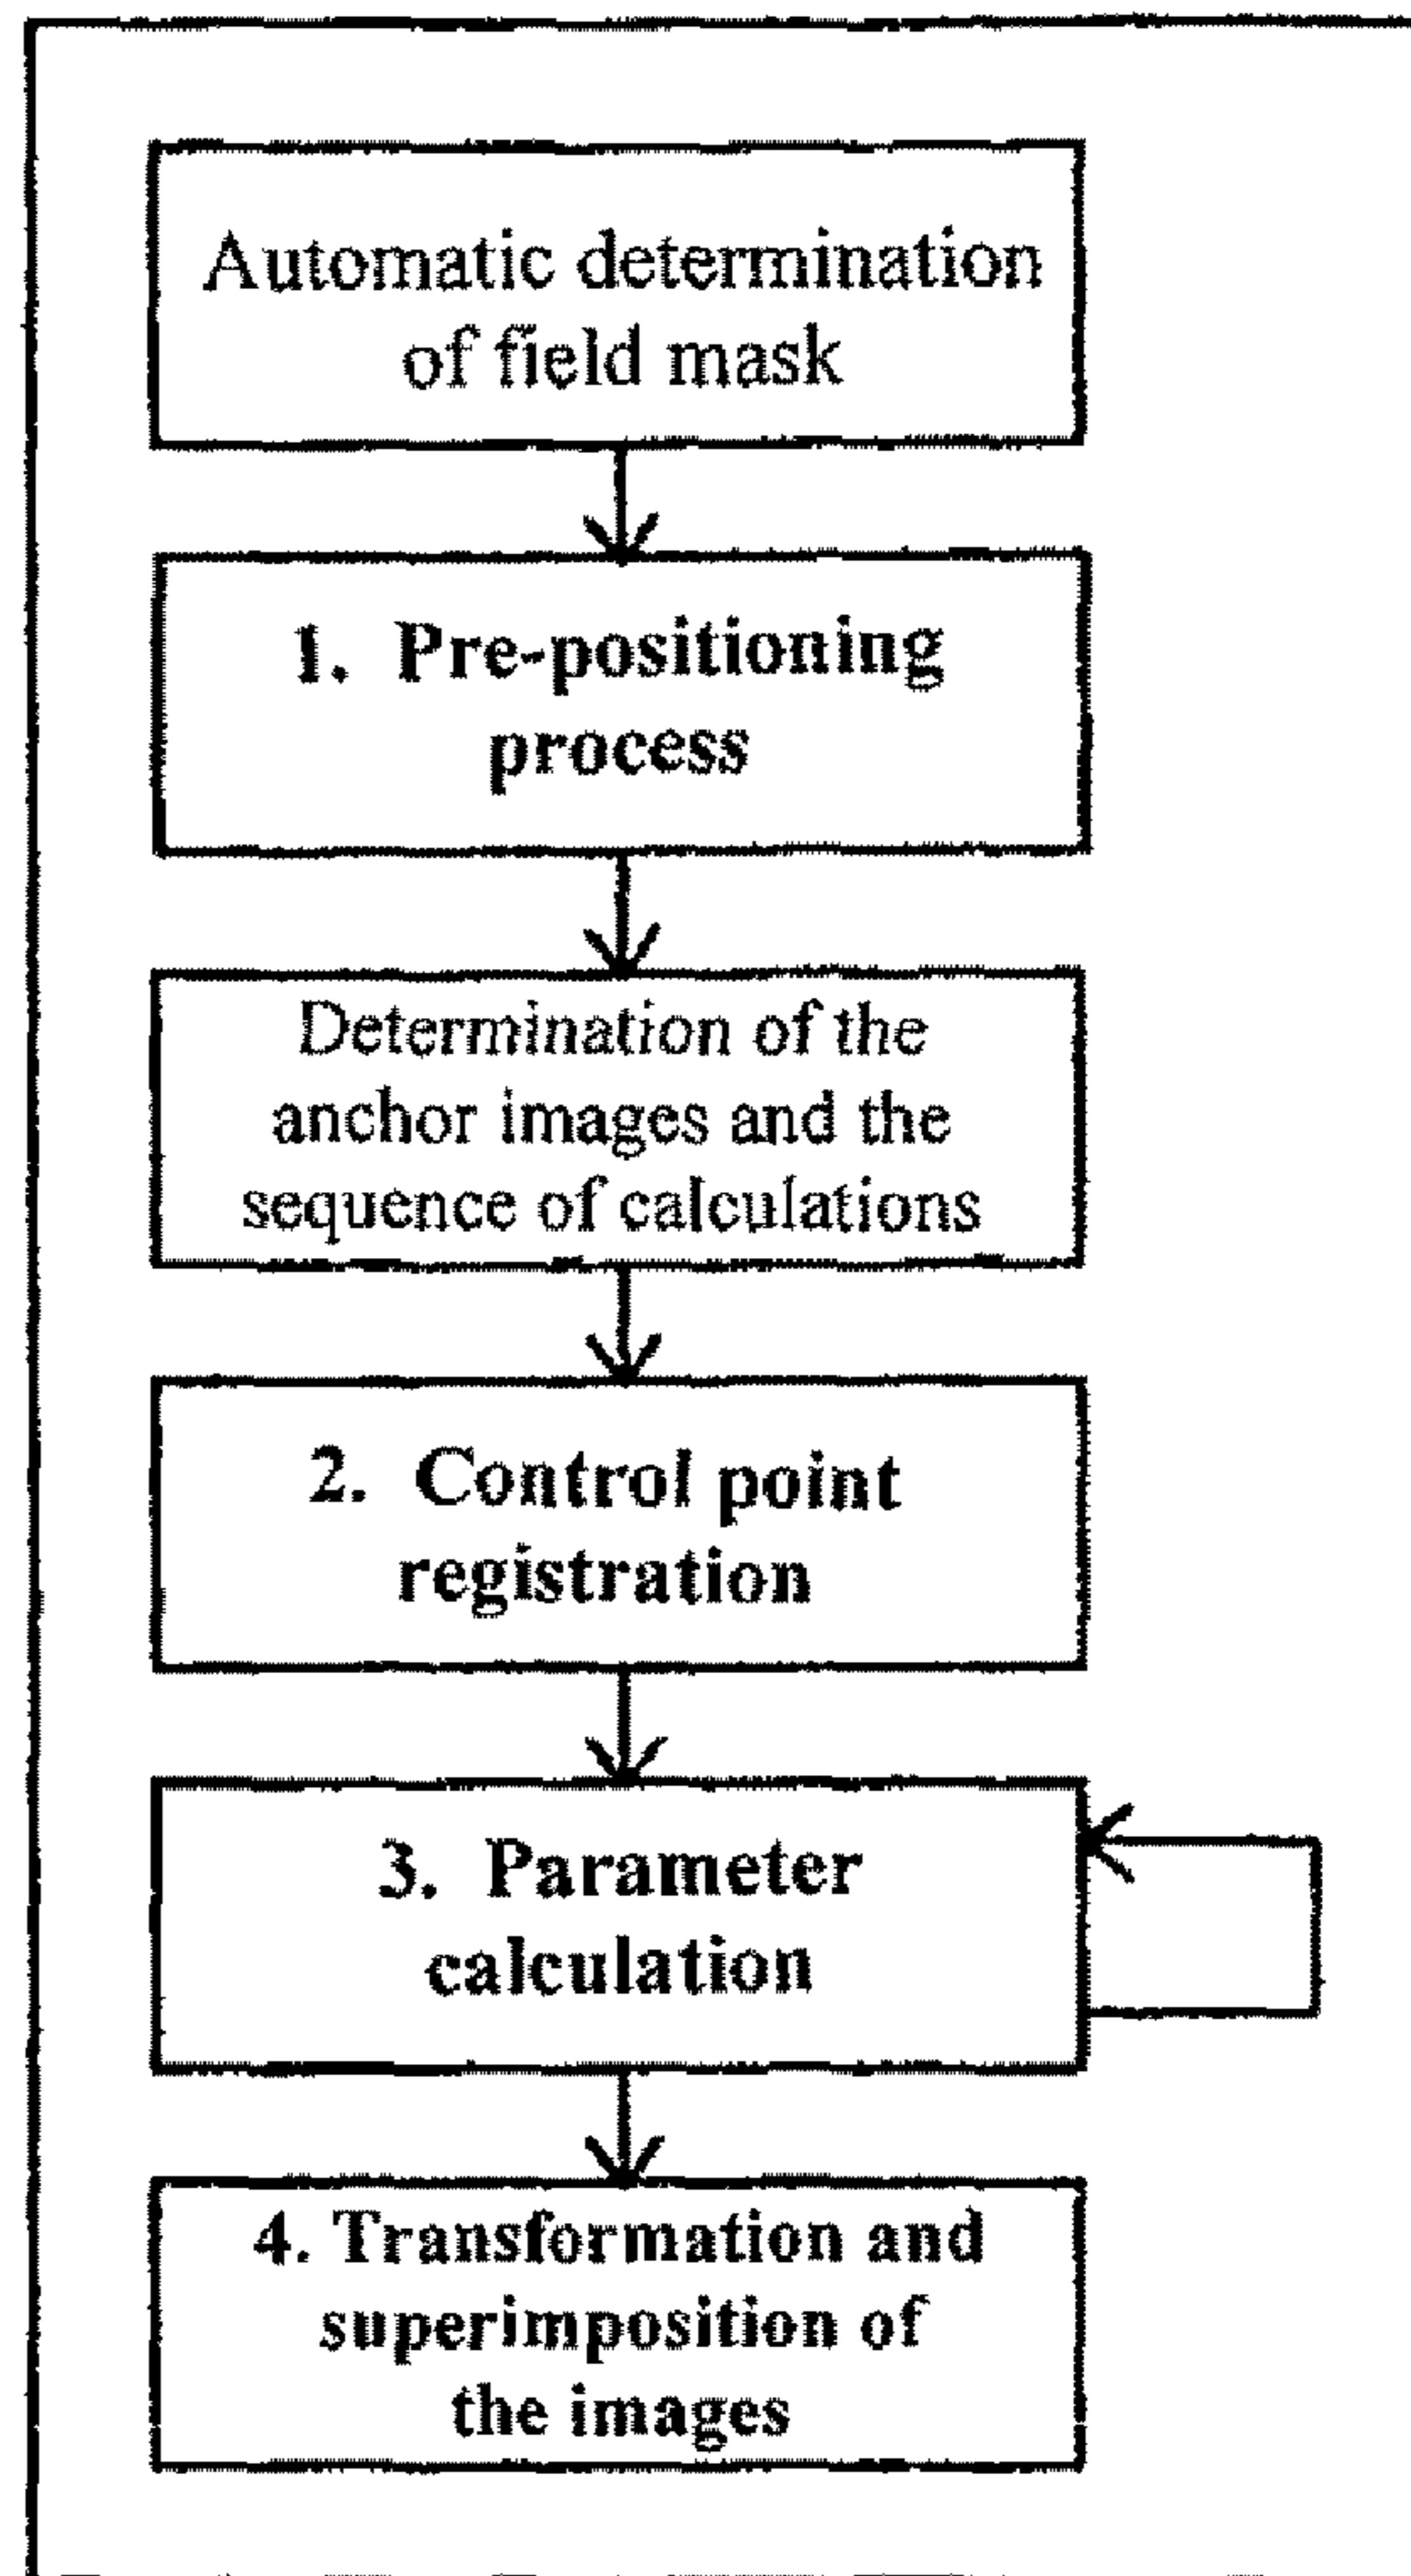 Automatic determination
of field mask
1. Pre-positioning
process
Determination of the
anchor images and the
sequence of calculations
2. Control point
registration
3. Parameter
calculation
4. Transformation and
superimposition of
the images